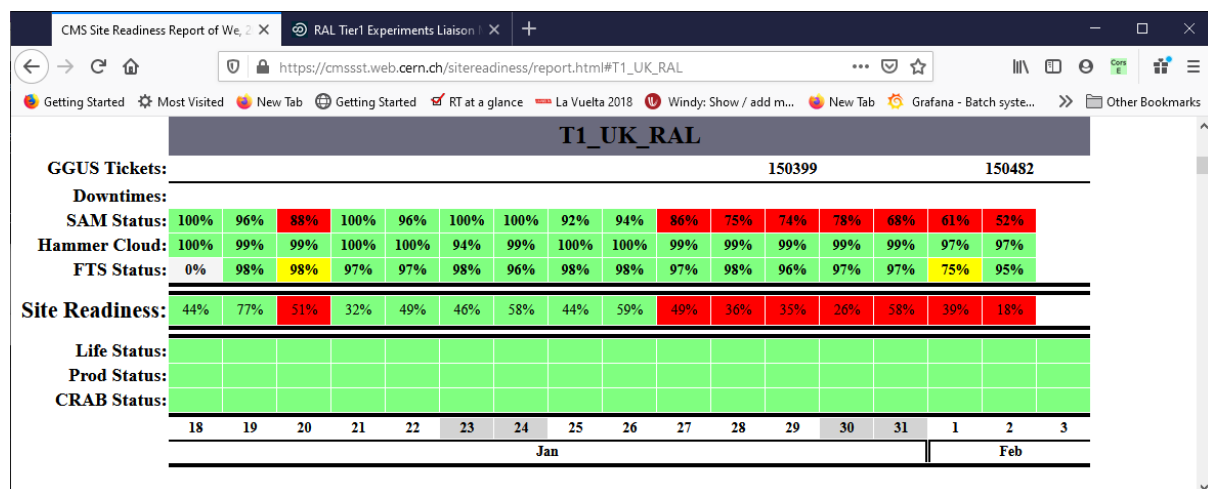 CMS Site Readiness Report of We, 2 RAL Tier1 Experiments Liaison
https://cmssst.web.cern.ch/sitereadiness/report.html#T1_UK_RAL
Getting Started Most Visited New Tab Getting Started RT at a glance La Vuelta 2018 Windy: Show / add m... New Tab Grafana - Batch syste... Other Bookmarks
T1_UK_RAL
GGUS Tickets: 150399 150482
Downtimes:
SAM Status: 100% 96% 88% 100% 96% 100% 100% 92% 94% 86% 75% 74% 78% 68% 61% 52%
Hammer Cloud: 100% 99% 99% 100% 100% 94% 99% 100% 100% 99% 99% 99% 99% 99% 97% 97%
FTS Status: 0% 98% 98% 97% 97% 98% 96% 98% 98% 97% 98% 96% 97% 97% 75% 95%
Site Readiness: 44% 77% 51% 32% 49% 46% 58% 44% 59% 49% 36% 35% 26% 58% 39% 18%
Life Status:
Prod Status:
CRAB Status:
18 19 20 21 22 23 24 25 26 27 28 29 30 31 1 2 3
Jan Feb